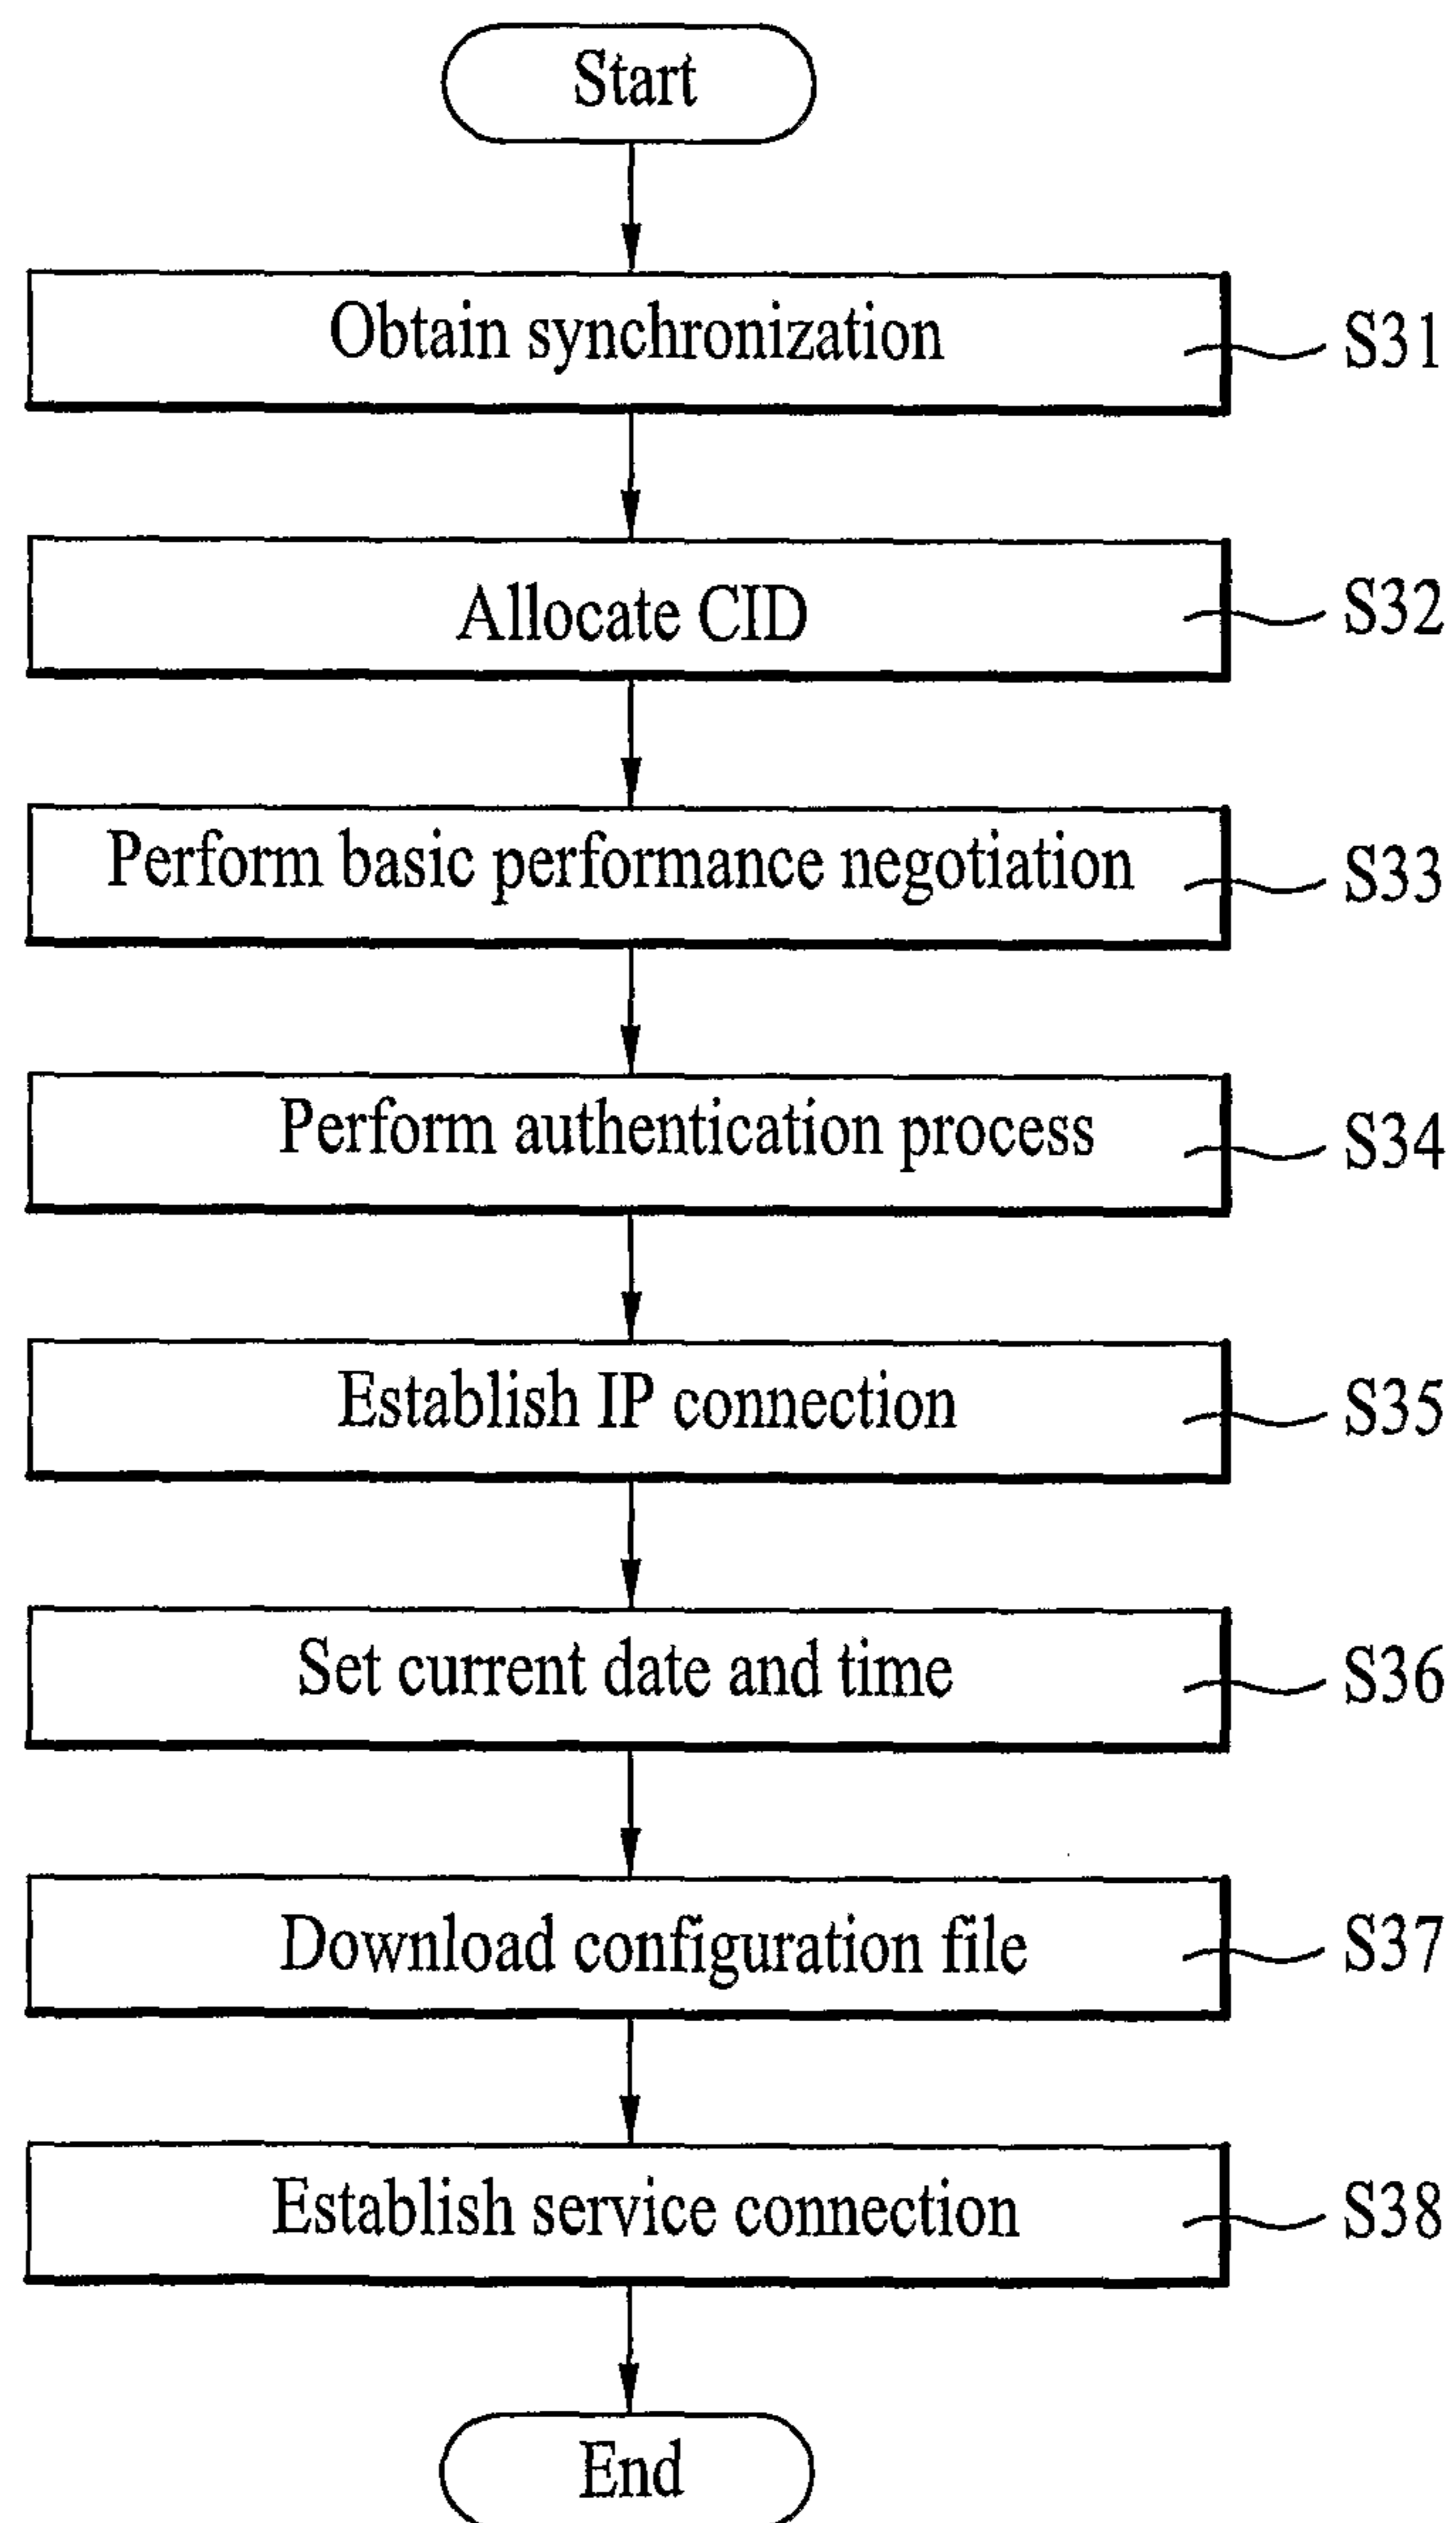 Start
Obtain synchronization
S31
Allocate CID
S32
Perform basic performance negotiation
S33
Perform authentication process
S34
Establish IP connection
S35
Set current date and time
S36
Download configuration file
S37
Establish service connection
S38
End